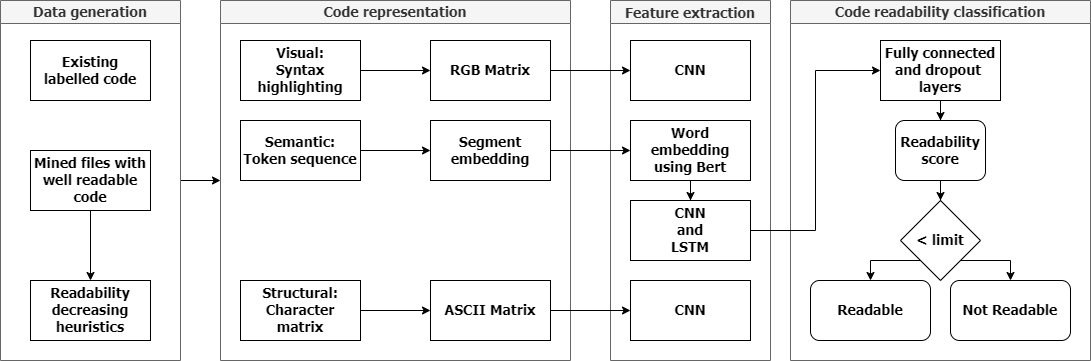 Data generation
Existing
labelled code
Mined files with
well readable
code
Readability
decreasing
heuristics
Code representation
Visual:
Syntax
highlighting
RGB Matrix
Semantic:
Token sequence
Segment
embedding
Structural:
Character
matrix
ASCII Matrix
Feature extraction
CNN
Word
embedding
using Bert
CNN
and
LSTM
CNN
Code readability classification
Fully connected
and dropout
layers
Readability
score
< limit
Readable
Not Readable